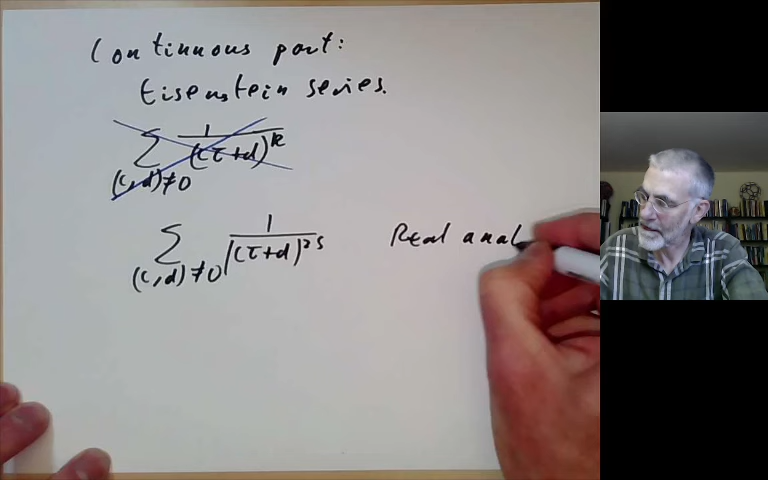 Continuous part:
Eisenstein series.
∑ 1/(cτ+d)^k
(c,d)≠0
∑ 1/|cτ+d|^2s Real anal
(c,d)≠0